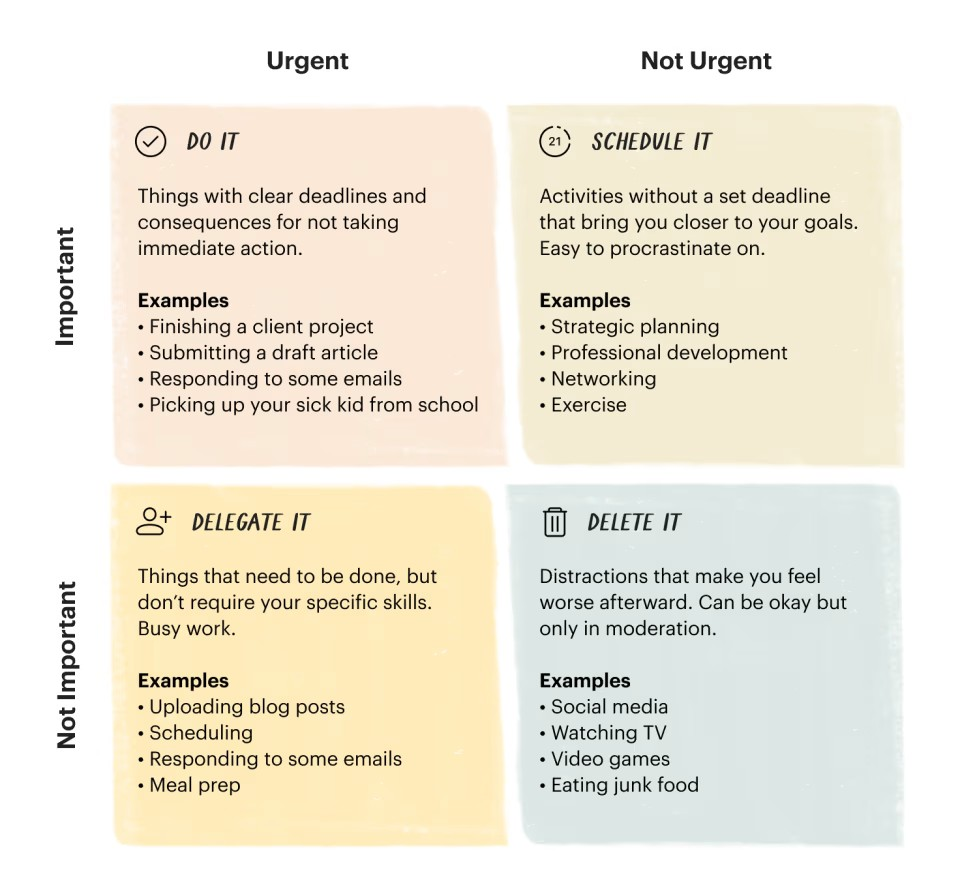 Urgent
Not Urgent
Important
DO IT
Things with clear deadlines and
consequences for not taking
immediate action.
Examples
• Finishing a client project
• Submitting a draft article
• Responding to some emails
• Picking up your sick kid from school
21
SCHEDULE IT
Activities without a set deadline
that bring you closer to your goals.
Easy to procrastinate on.
Examples
• Strategic planning
• Professional development
• Networking
• Exercise
Not Important
DELEGATE IT
Things that need to be done, but
don’t require your specific skills.
Busy work.
Examples
• Uploading blog posts
• Scheduling
• Responding to some emails
• Meal prep
DELETE IT
Distractions that make you feel
worse afterward. Can be okay but
only in moderation.
Examples
• Social media
• Watching TV
• Video games
• Eating junk food